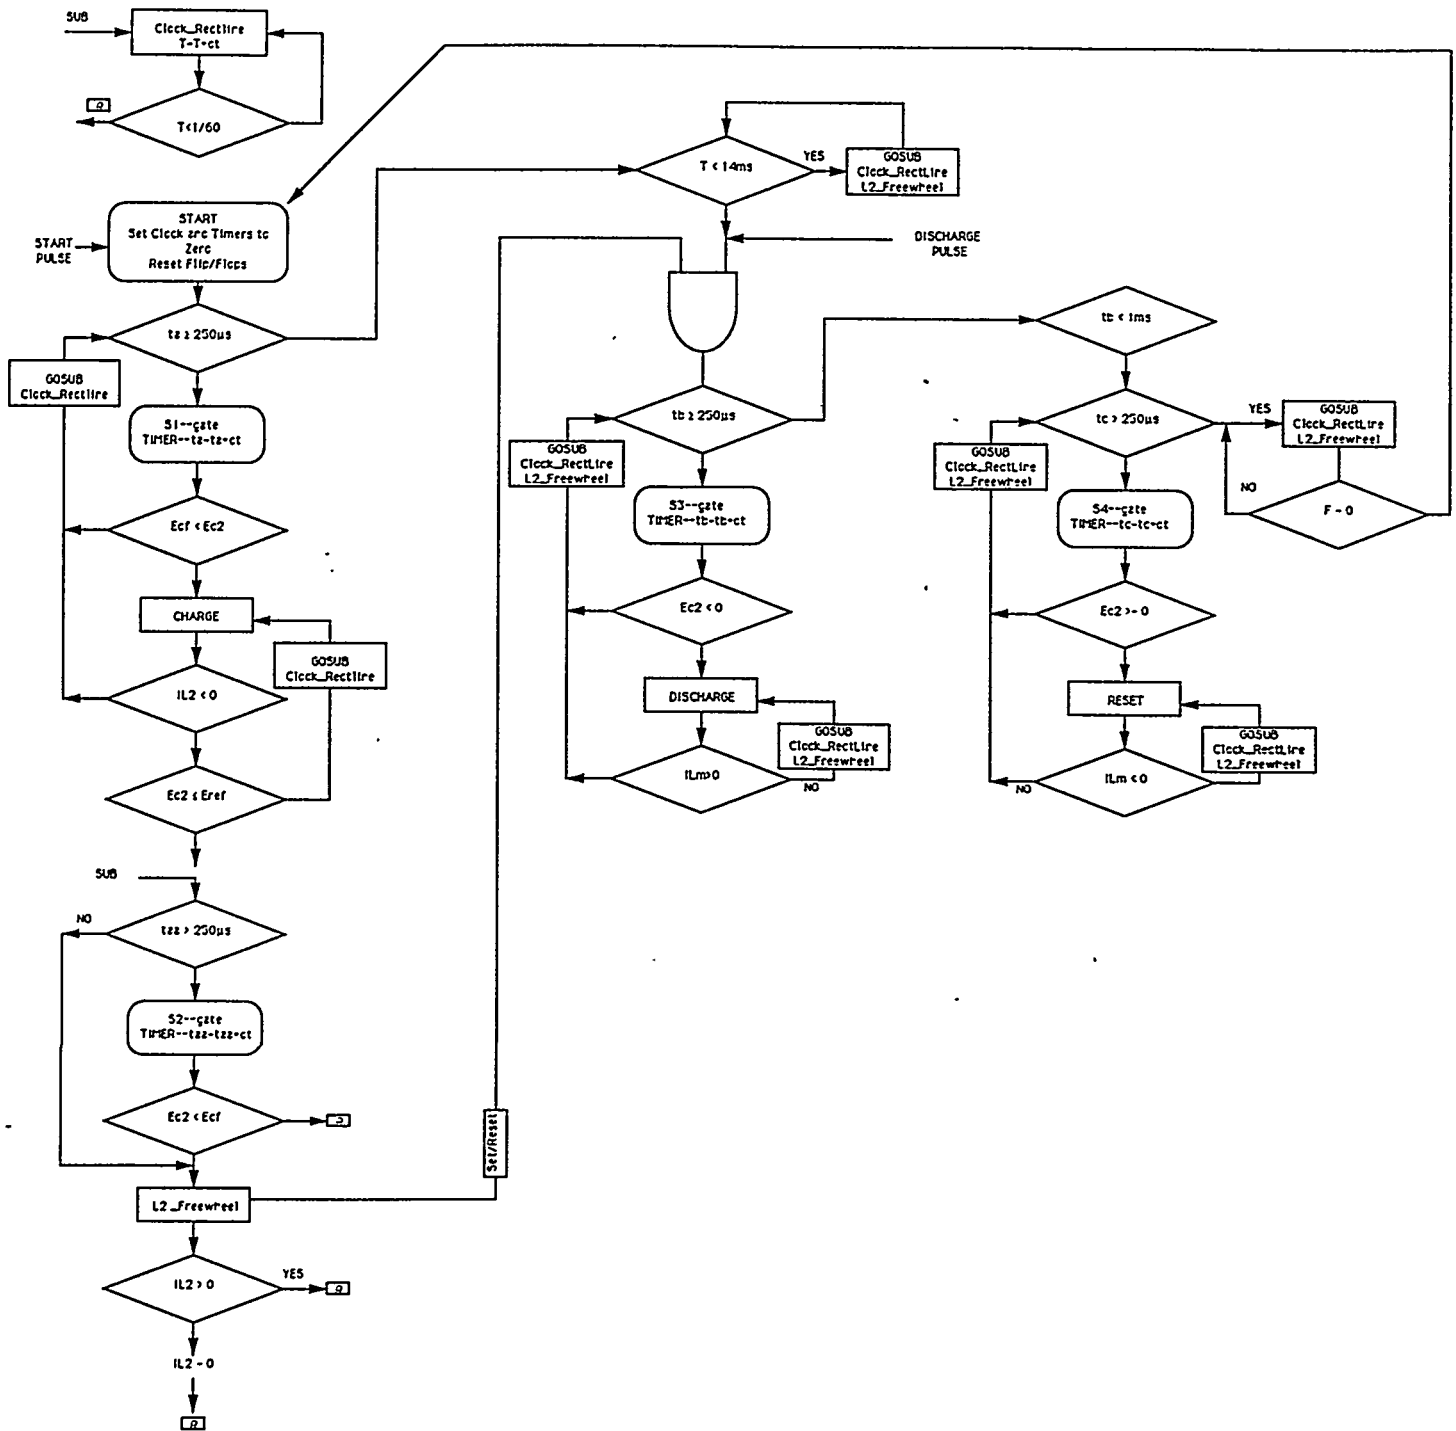 SUB
Clock_Rectline
T-T+ct
R
T<1/60
START
Set Clock and Timers to
Zero
Reset Flip/Flops
START
PULSE
ta ≥ 250µs
GOSUB
Clock_Rectline
S1--gate
TIMER--ta-ta+ct
Ecf < Ec2
CHARGE
GOSUB
Clock_Rectline
IL2 < 0
Ec2 ≤ Eref
SUB
NO
taa > 250µs
S2--gate
TIMER--taa-taa+ct
Ec2 < Ecf
R
L2_Freewheel
IL2 > 0
YES
R
IL2 - 0
R
Set/Reset
T < 14ms
YES
GOSUB
Clock_RectLine
L2_Freewheel
DISCHARGE
PULSE
tb ≥ 250µs
GOSUB
Clock_RectLine
L2_Freewheel
S3--gate
TIMER--tb-tb+ct
Ec2 < 0
DISCHARGE
GOSUB
Clock_RectLine
L2_Freewheel
ILm>0
NO
tb < 1ms
tc > 250µs
YES
GOSUB
Clock_RectLine
L2_Freewheel
NO
F - 0
GOSUB
Clock_RectLine
L2_Freewheel
S4--gate
TIMER--tc-tc+ct
Ec2 >- 0
RESET
GOSUB
Clock_RectLine
L2_Freewheel
ILm < 0
NO